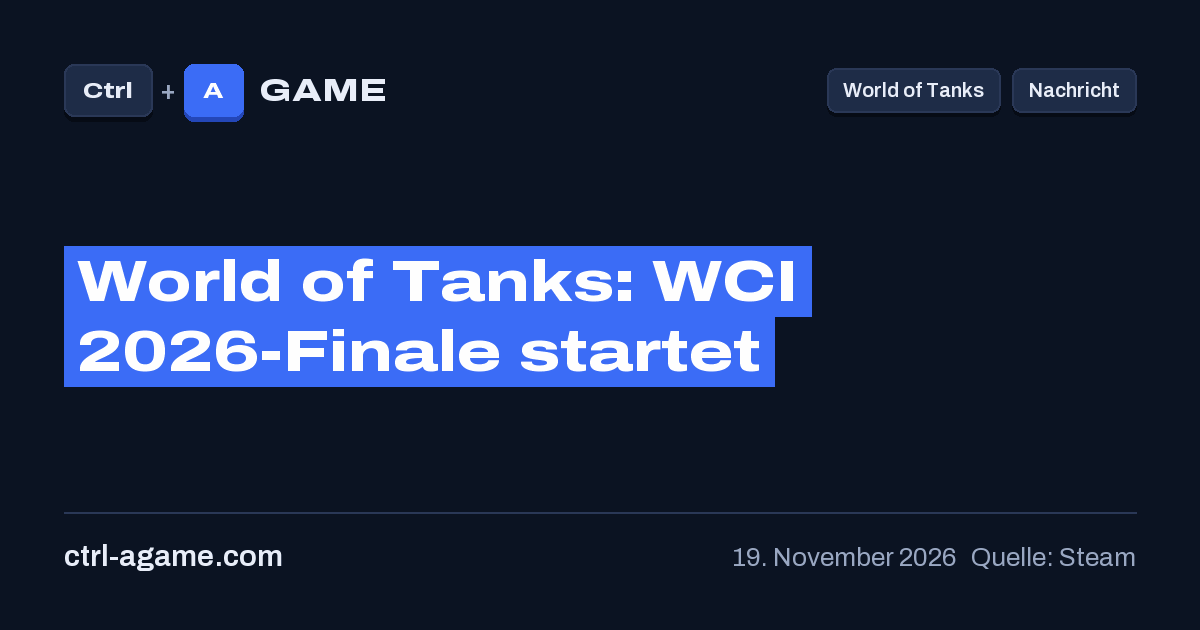 Ctrl + A GAME
World of Tanks Nachricht
World of Tanks: WCI
2026-Finale startet
ctrl-agame.com
19. November 2026 Quelle: Steam